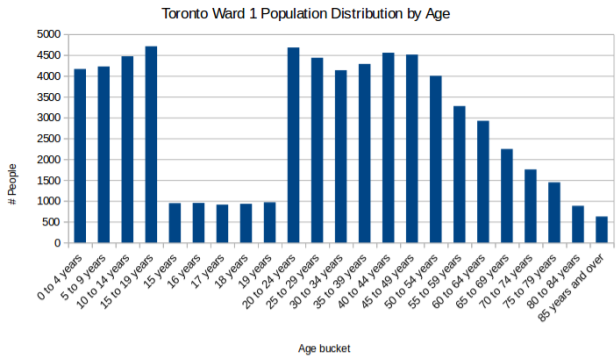 Toronto Ward 1 Population Distribution by Age
5000
4500
4000
3500
3000
2500
2000
1500
1000
500
0
# People
0 to 4 years
5 to 9 years
10 to 14 years
15 to 19 years
15 years
16 years
17 years
18 years
19 years
20 to 24 years
25 to 29 years
30 to 34 years
35 to 39 years
40 to 44 years
45 to 49 years
50 to 54 years
55 to 59 years
60 to 64 years
65 to 69 years
70 to 74 years
75 to 79 years
80 to 84 years
85 years and over
Age bucket